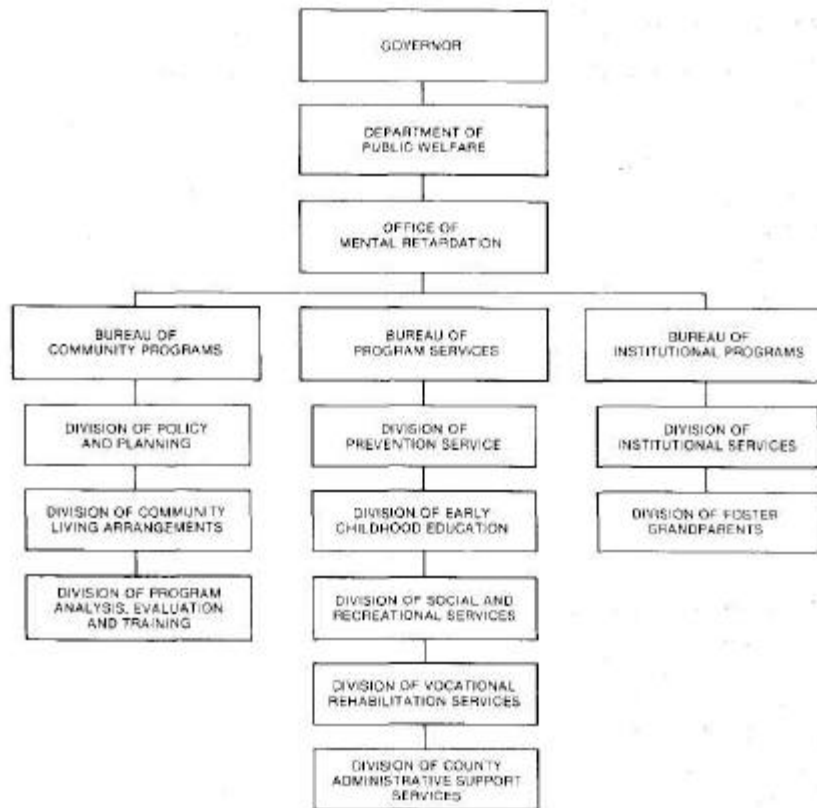 GOVERNOR
DEPARTMENT OF
PUBLIC WELFARE
OFFICE OF
MENTAL RETARDATION
BUREAU OF
COMMUNITY PROGRAMS
DIVISION OF POLICY
AND PLANNING
DIVISION OF COMMUNITY
LIVING ARRANGEMENTS
DIVISION OF PROGRAM
ANALYSIS, EVALUATION
AND TRAINING
BUREAU OF
PROGRAM SERVICES
DIVISION OF
PREVENTION SERVICE
DIVISION OF EARLY
CHILDHOOD EDUCATION
DIVISION OF SOCIAL AND
RECREATIONAL SERVICES
DIVISION OF VOCATIONAL
REHABILITATION SERVICES
DIVISION OF COUNTY
ADMINISTRATIVE SUPPORT
SERVICES
BUREAU OF
INSTITUTIONAL PROGRAMS
DIVISION OF
INSTITUTIONAL SERVICES
DIVISION OF FOSTER
GRANDPARENTS